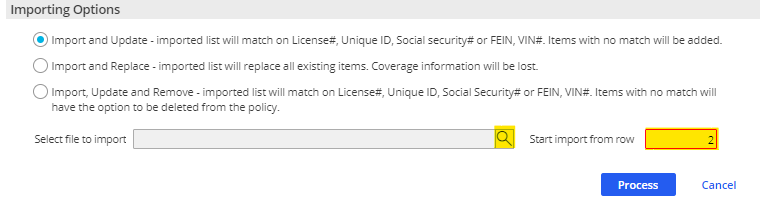 Importing Options
Import and Update - imported list will match on License#, Unique ID, Social security# or FEIN, VIN#. Items with no match will be added.
Import and Replace - imported list will replace all existing items. Coverage information will be lost.
Import, Update and Remove - imported list will match on License#, Unique ID, Social Security# or FEIN, VIN#. Items with no match will
have the option to be deleted from the policy.
Select file to import Start import from row 2
Process Cancel